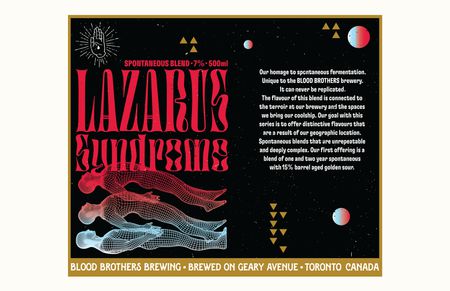 SPONTANEOUS BLEND • 7% • 500ml
LAZARUS
Syndrome
Our homage to spontaneous fermentation.
Unique to the BLOOD BROTHERS brewery.
It can never be replicated.
The flavour of this blend is connected to
the terroir at our brewery and the spaces
we bring our coolship. Our goal with this
series is to offer distinctive flavours that
are a result of our geographic location.
Spontaneous blends that are unrepeatable
and deeply complex. Our first offering is a
blend of one and two year spontaneous
with 15% barrel aged golden sour.
BLOOD BROTHERS BREWING • BREWED ON GEARY AVENUE • TORONTO CANADA